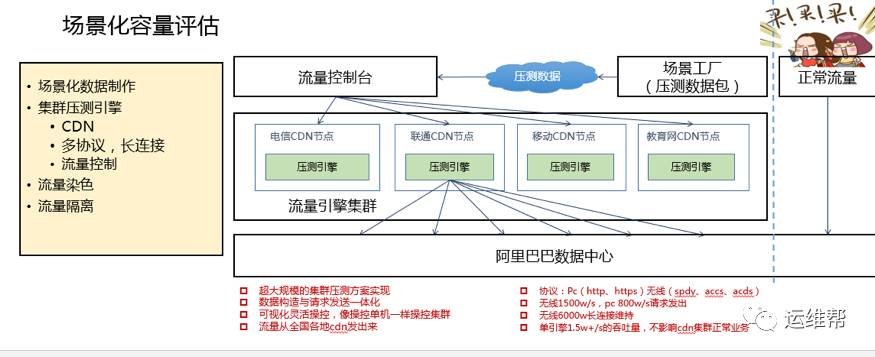 场景化容量评估
买!买!买!
场景化数据制作
集群压测引擎
CDN
多协议，长连接
流量控制
流量染色
流量隔离
流量控制台
压测数据
场景工厂
（压测数据包）
正常流量
电信CDN节点
压测引擎
联通CDN节点
压测引擎
移动CDN节点
压测引擎
教育网CDN节点
压测引擎
流量引擎集群
阿里巴巴数据中心
超大规模的集群压测方案实现
数据构造与请求发送一体化
可视化灵活操控，像操控单机一样操控集群
流量从全国各地cdn发出来
协议：Pc（http、https）无线（spdy、accs、acds）
无线1500w/s，pc 800w/s请求发出
无线6000w长连接维持
单引擎1.5w+/s的吞吐量，不影响cdn集群正常业务
运维帮